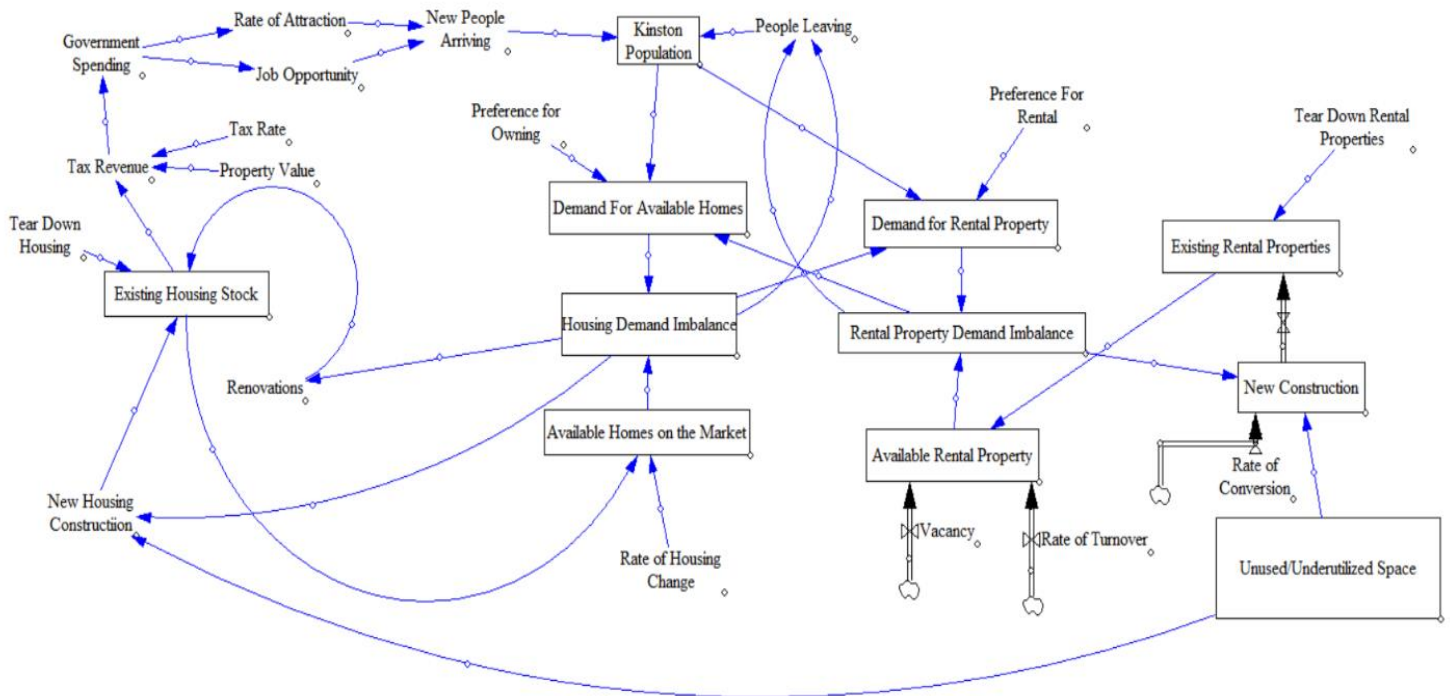 Rate of Attraction
New People
Arriving
Kinston
Population
People Leaving
Government
Spending
Job Opportunity
Preference for
Owning
Preference For
Rental
Tear Down Rental
Properties
Tax Rate
Tax Revenue
Property Value
Demand For Available Homes
Demand for Rental Property
Tear Down
Housing
Existing Rental Properties
Existing Housing Stock
Housing Demand Imbalance
Rental Property Demand Imbalance
Renovations
New Construction
Available Homes on the Market
Available Rental Property
Rate of
Conversion
New Housing
Constructiion
Vacancy
Rate of Turnover
Rate of Housing
Change
Unused/Underutilized Space